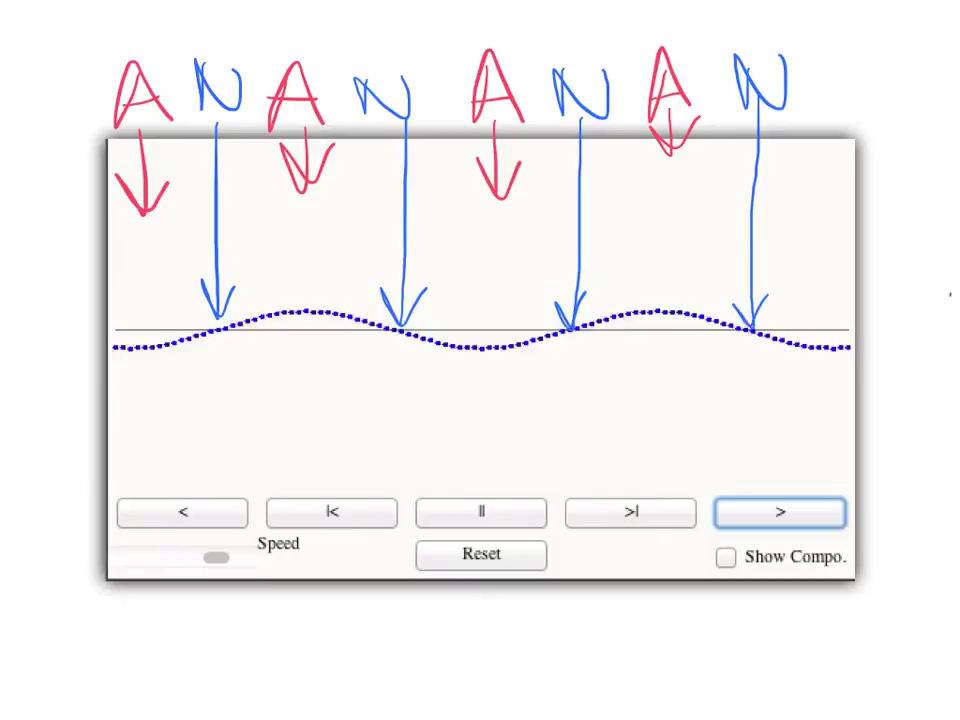 A N A N A N A N
< |< || >| >
Speed
Reset
Show Compo.